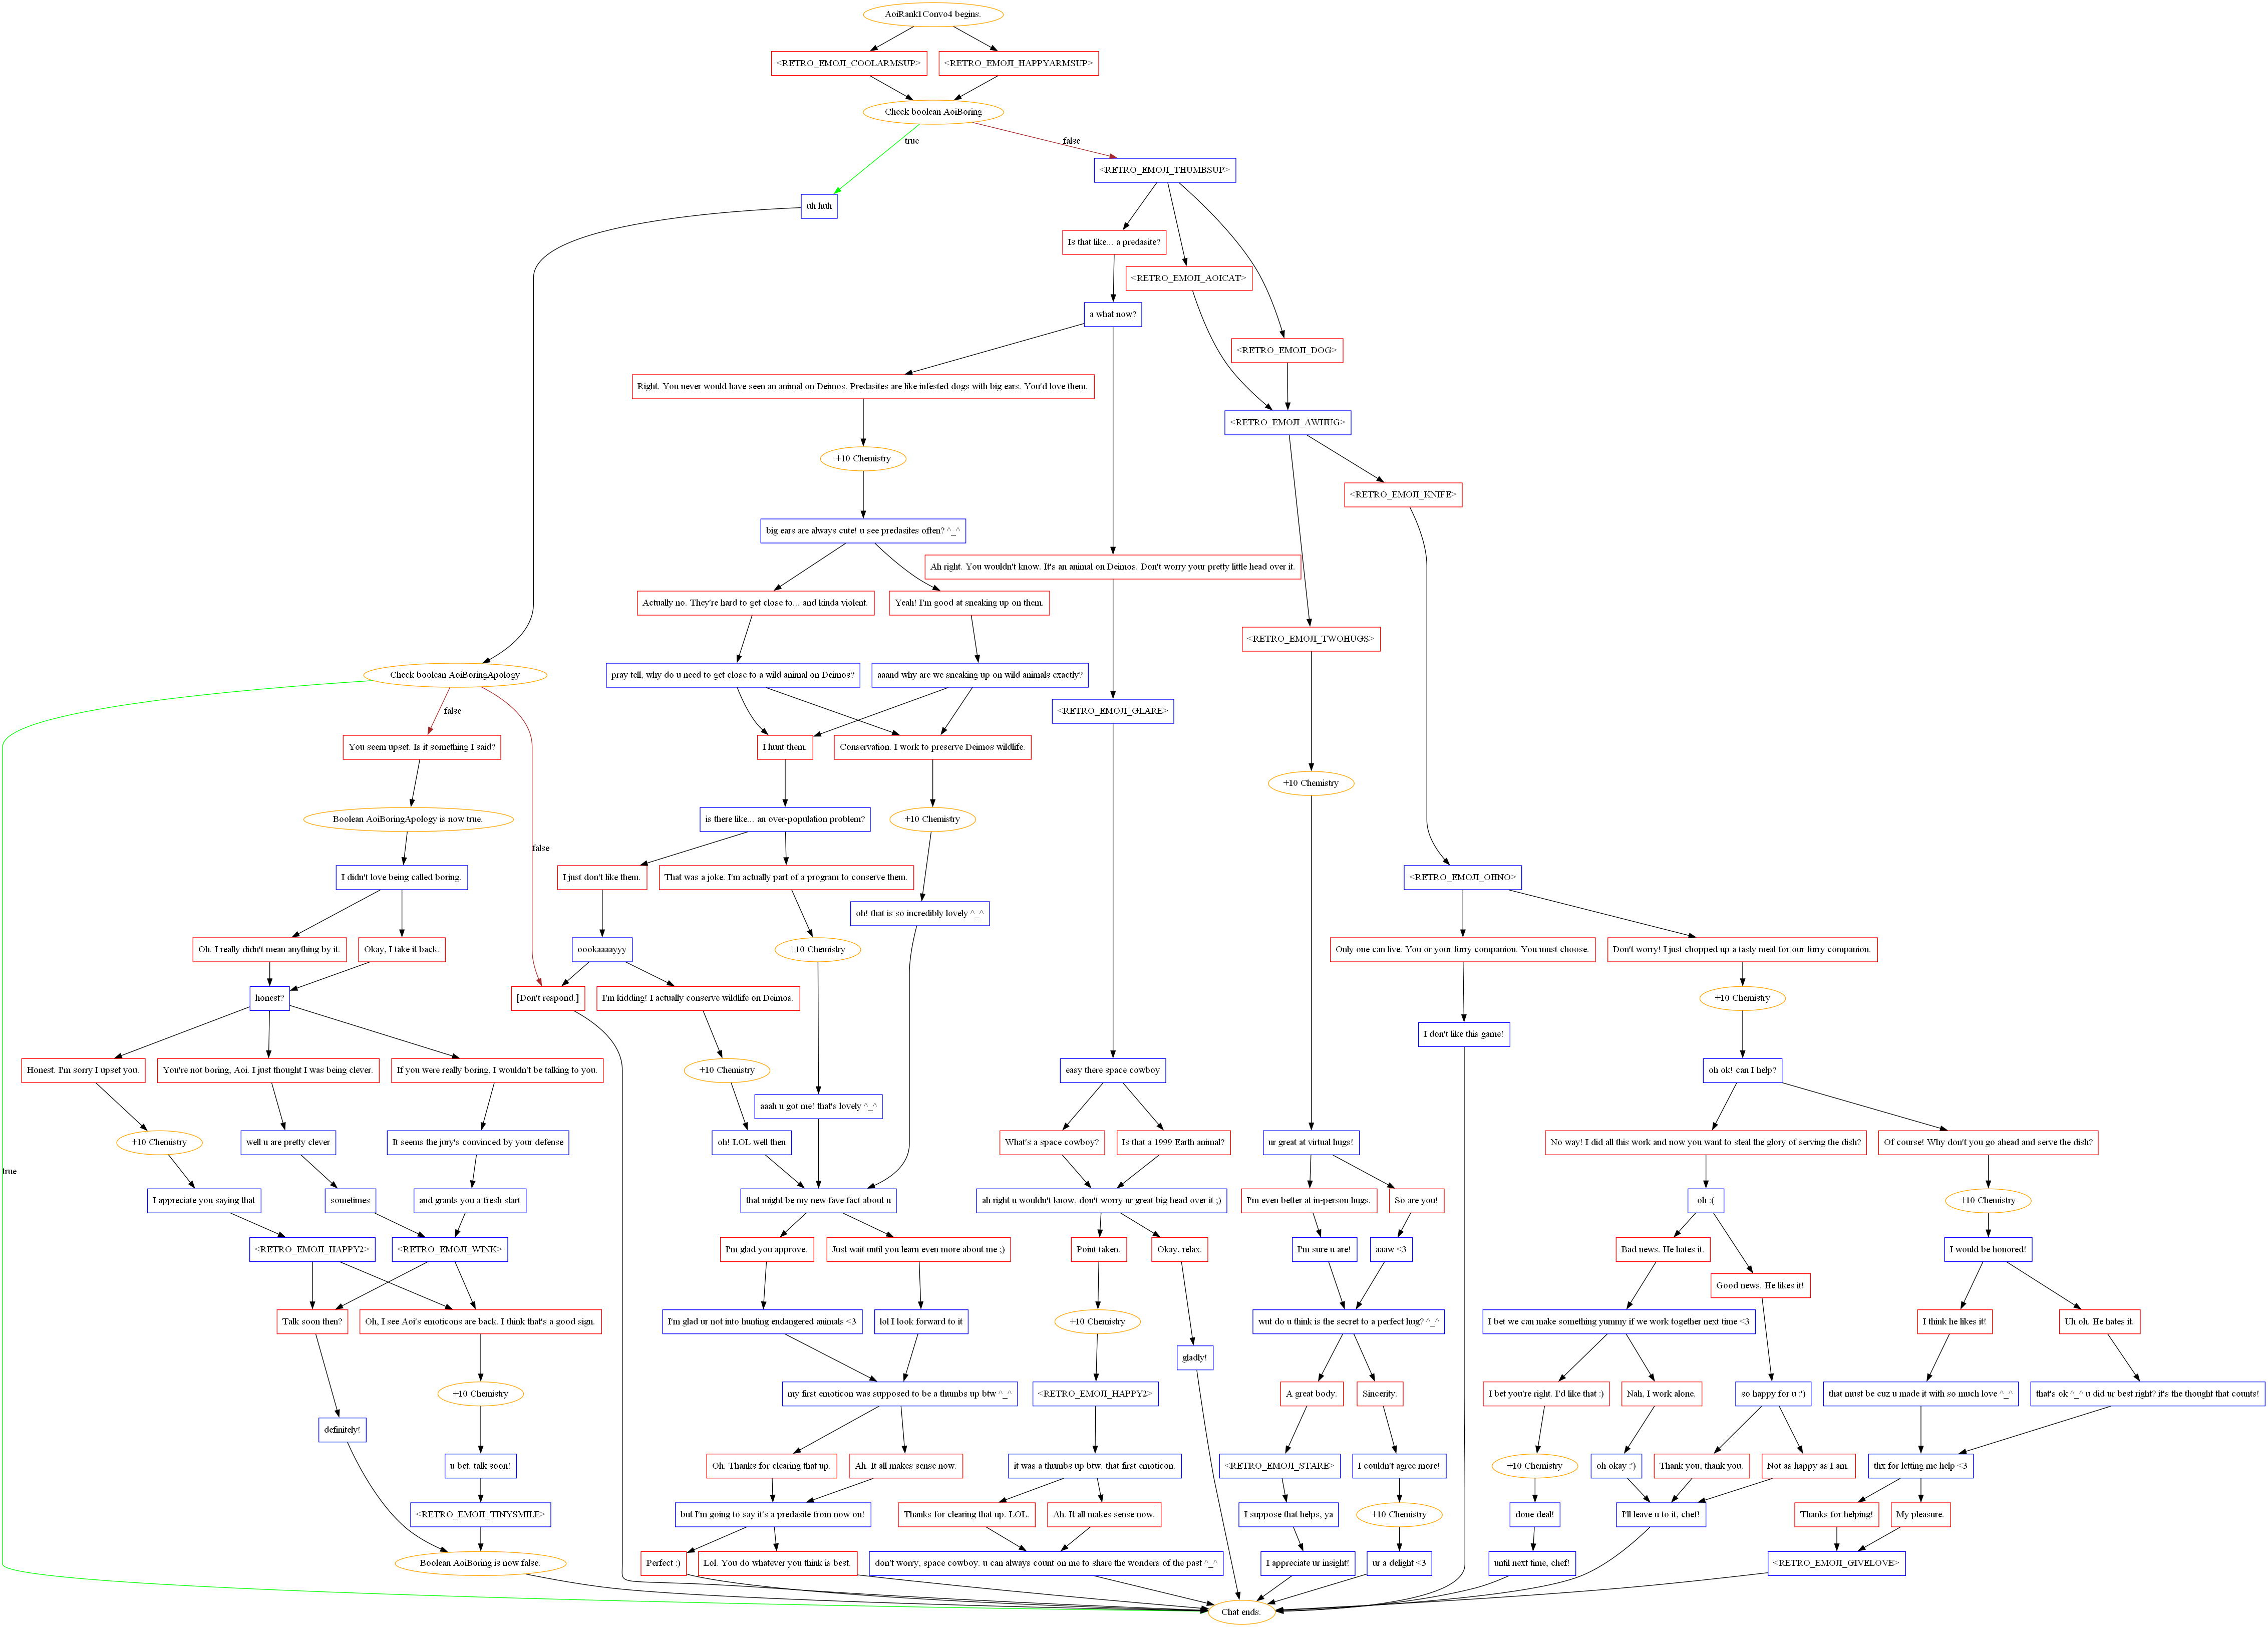 AoiRank1Convo4 begins.
<RETRO_EMOJI_COOLARMSUP>
<RETRO_EMOJI_HAPPYARMSUP>
Check boolean AoiBoring
true
false
<RETRO_EMOJI_THUMBSUP>
uh huh
Is that like... a predasite?
<RETRO_EMOJI_AOICAT>
a what now?
<RETRO_EMOJI_DOG>
Right. You never would have seen an animal on Deimos. Predasites are like infested dogs with big ears. You'd love them.
<RETRO_EMOJI_AWHUG>
+10 Chemistry
<RETRO_EMOJI_KNIFE>
big ears are always cute! u see predasites often? ^_^
Ah right. You wouldn't know. It's an animal on Deimos. Don't worry your pretty little head over it.
Actually no. They're hard to get close to... and kinda violent.
Yeah! I'm good at sneaking up on them.
<RETRO_EMOJI_TWOHUGS>
Check boolean AoiBoringApology
pray tell, why do u need to get close to a wild animal on Deimos?
aaand why are we sneaking up on wild animals exactly?
false
<RETRO_EMOJI_GLARE>
You seem upset. Is it something I said?
I hunt them.
Conservation. I work to preserve Deimos wildlife.
+10 Chemistry
Boolean AoiBoringApology is now true.
is there like... an over-population problem?
+10 Chemistry
false
I didn't love being called boring.
I just don't like them.
That was a joke. I'm actually part of a program to conserve them.
<RETRO_EMOJI_OHNO>
oh! that is so incredibly lovely ^_^
Oh. I really didn't mean anything by it.
Okay, I take it back.
oookaaaayyy
+10 Chemistry
Only one can live. You or your furry companion. You must choose.
Don't worry! I just chopped up a tasty meal for our furry companion.
honest?
[Don't respond.]
I'm kidding! I actually conserve wildlife on Deimos.
+10 Chemistry
I don't like this game!
Honest. I'm sorry I upset you.
You're not boring, Aoi. I just thought I was being clever.
If you were really boring, I wouldn't be talking to you.
+10 Chemistry
easy there space cowboy
oh ok! can I help?
aaah u got me! that's lovely ^_^
+10 Chemistry
well u are pretty clever
It seems the jury's convinced by your defense
oh! LOL well then
What's a space cowboy?
Is that a 1999 Earth animal?
ur great at virtual hugs!
No way! I did all this work and now you want to steal the glory of serving the dish?
Of course! Why don't you go ahead and serve the dish?
true
I appreciate you saying that
sometimes
and grants you a fresh start
that might be my new fave fact about u
ah right u wouldn't know. don't worry ur great big head over it ;)
I'm even better at in-person hugs.
So are you!
oh :(
+10 Chemistry
<RETRO_EMOJI_HAPPY2>
<RETRO_EMOJI_WINK>
I'm glad you approve.
Just wait until you learn even more about me ;)
Point taken.
Okay, relax.
I'm sure u are!
aaaw <3
Bad news. He hates it.
I would be honored!
Good news. He likes it!
Talk soon then?
Oh, I see Aoi's emoticons are back. I think that's a good sign.
I'm glad ur not into hunting endangered animals <3
lol I look forward to it
+10 Chemistry
wut do u think is the secret to a perfect hug? ^_^
I bet we can make something yummy if we work together next time <3
I think he likes it!
Uh oh. He hates it.
gladly!
+10 Chemistry
my first emoticon was supposed to be a thumbs up btw ^_^
<RETRO_EMOJI_HAPPY2>
A great body.
Sincerity.
I bet you're right. I'd like that :)
Nah, I work alone.
so happy for u :')
that must be cuz u made it with so much love ^_^
that's ok ^_^ u did ur best right? it's the thought that counts!
definitely!
u bet. talk soon!
Oh. Thanks for clearing that up.
Ah. It all makes sense now.
it was a thumbs up btw. that first emoticon.
<RETRO_EMOJI_STARE>
I couldn't agree more!
+10 Chemistry
oh okay :')
Thank you, thank you.
Not as happy as I am.
thx for letting me help <3
<RETRO_EMOJI_TINYSMILE>
but I'm going to say it's a predasite from now on!
Thanks for clearing that up. LOL.
Ah. It all makes sense now.
I suppose that helps, ya
+10 Chemistry
done deal!
I'll leave u to it, chef!
Thanks for helping!
My pleasure.
Boolean AoiBoring is now false.
Perfect :)
Lol. You do whatever you think is best.
don't worry, space cowboy. u can always count on me to share the wonders of the past ^_^
I appreciate ur insight!
ur a delight <3
until next time, chef!
<RETRO_EMOJI_GIVELOVE>
Chat ends.